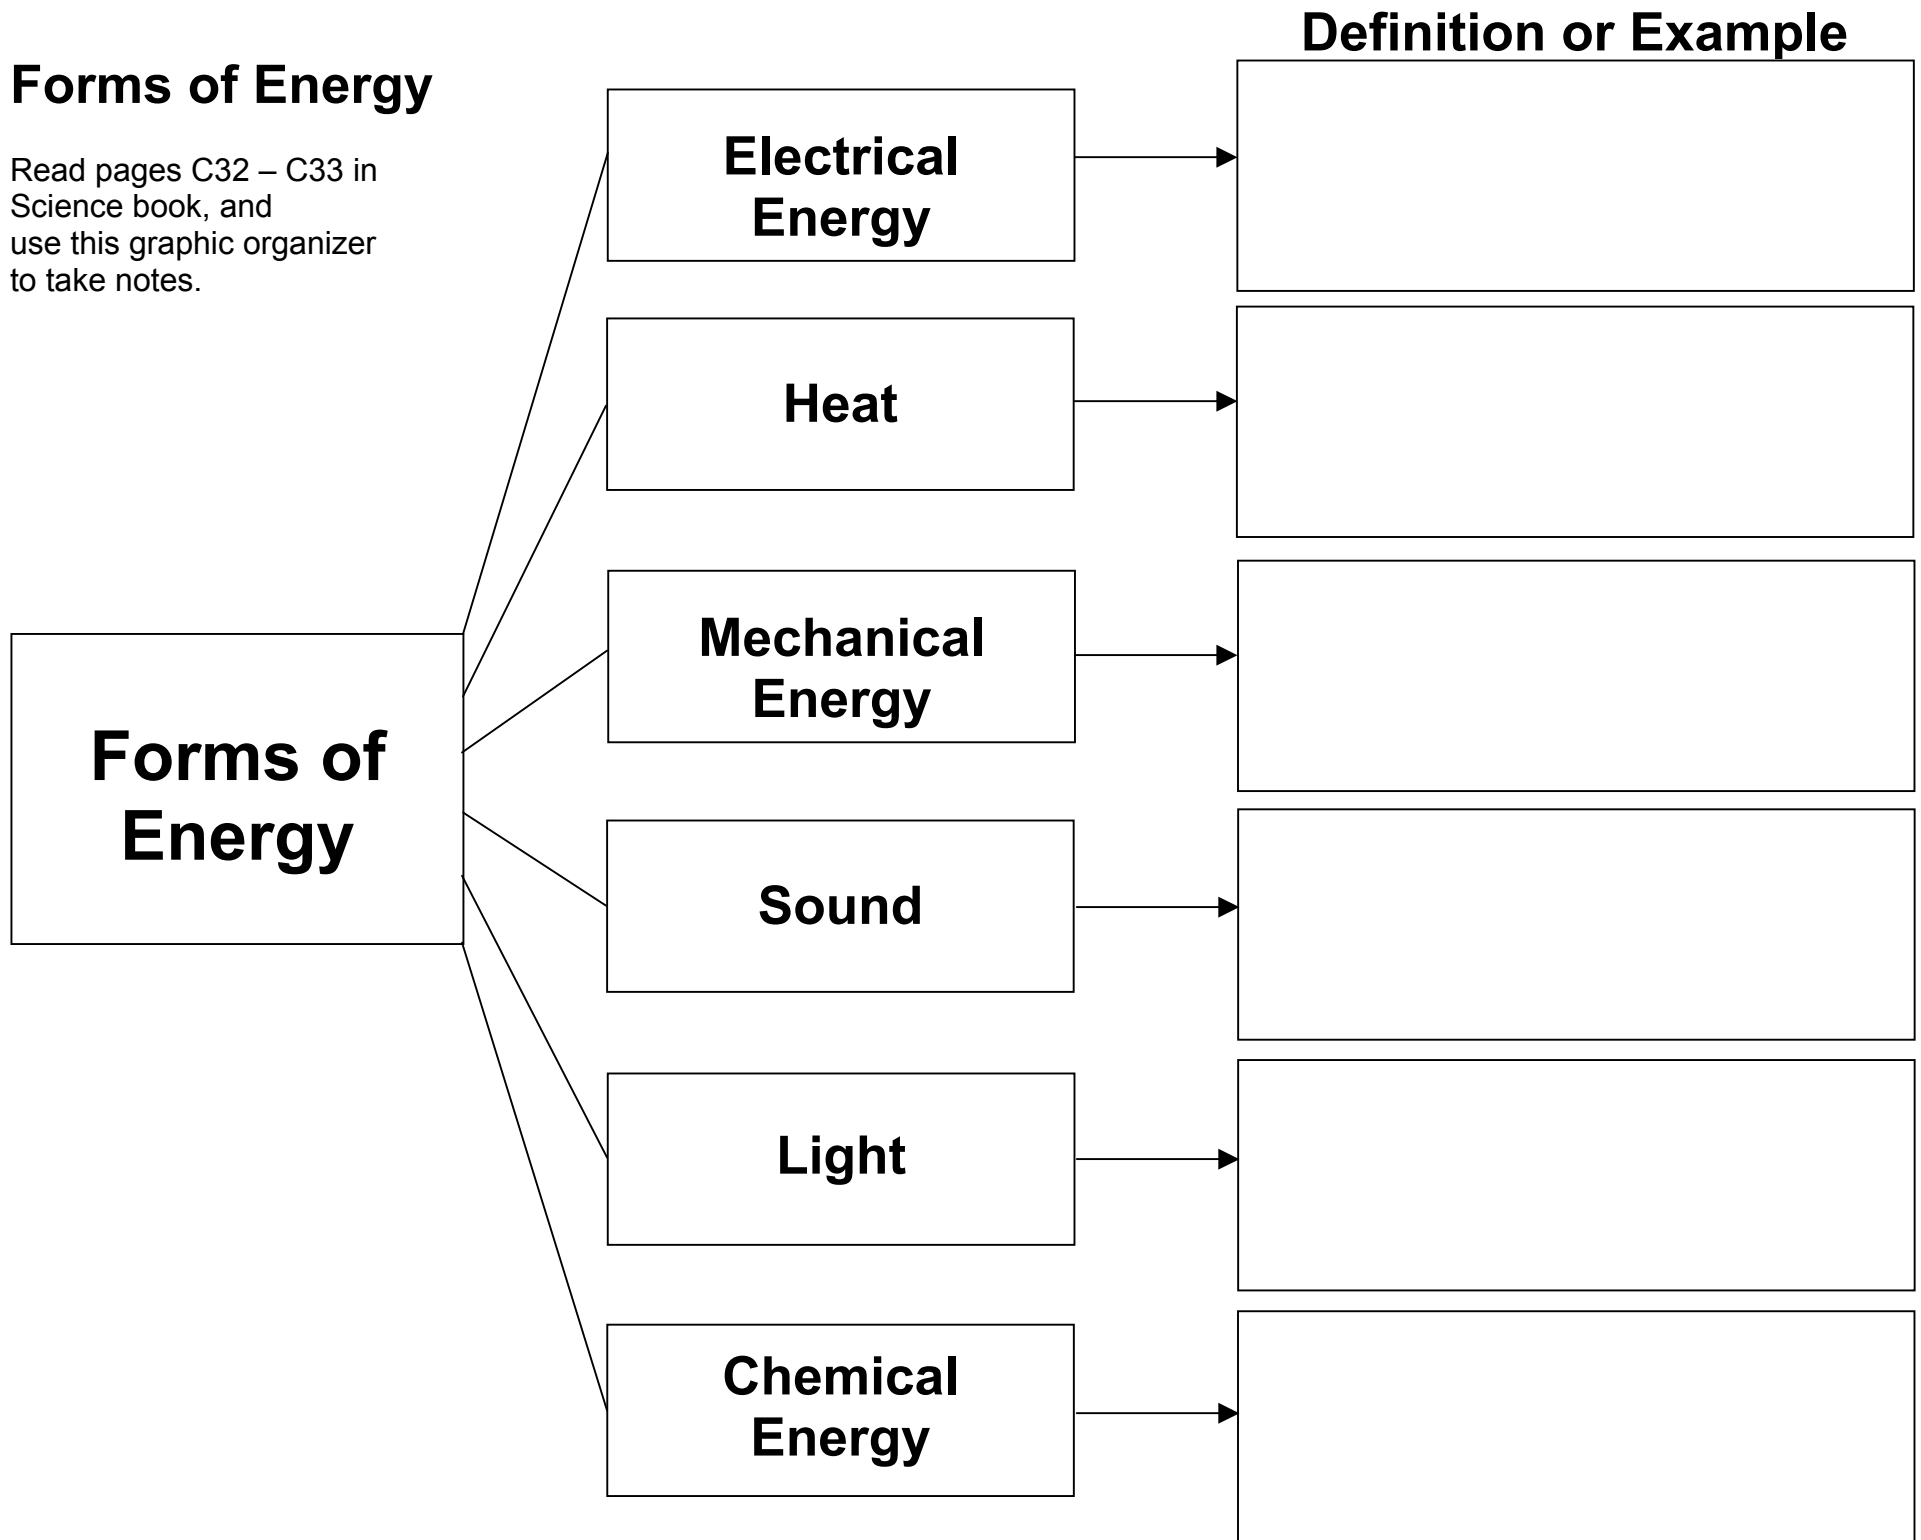 Definition or Example
Forms of Energy
Read pages C32 – C33 in
Science book, and
use this graphic organizer
to take notes.
Electrical
Energy
Heat
Mechanical
Energy
Forms of
Energy
Sound
Light
Chemical
Energy